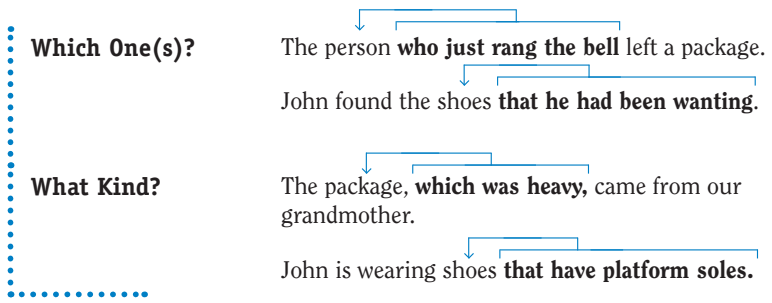 Which One(s)? The person who just rang the bell left a package.
John found the shoes that he had been wanting.
What Kind? The package, which was heavy, came from our
grandmother.
John is wearing shoes that have platform soles.